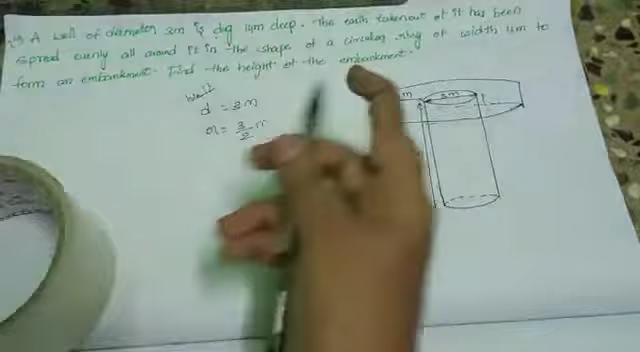 A well of diameter 3m is dug 14m deep. The earth taken out of it has been
spread evenly all around it in the shape of a circular ring of width 4m to
form an embankment. Find the height of the embankment.
Well
d = 3m
r = 3/2 m
m
3m